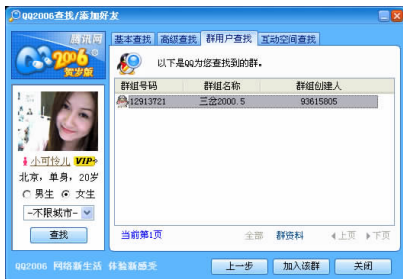 QQ2006查找/添加好友
腾讯网
QQ2006
贺岁版
基本查找 高级查找 群用户查找 互动空间查找
以下是QQ为您查找到的群。
群组号码 群组名称 群组创建人
12913721 三岔2000.5 93615805
小可怜儿 VIP
北京，单身，20岁
男生 女生
-不限城市-
查找
当前第1页 全部 群资料 上页 下页
QQ2006 网络新生活 体验新感受
上一步 加入该群 关闭